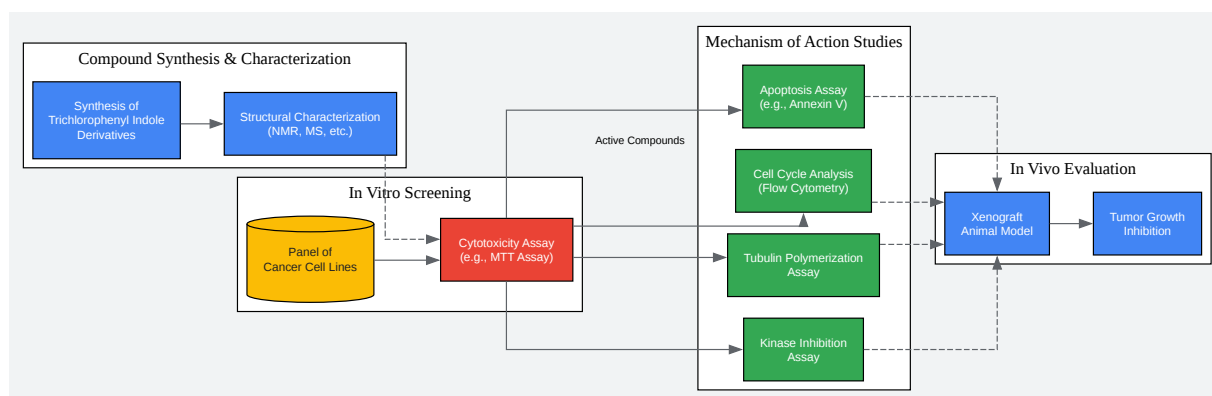 Compound Synthesis & Characterization
Synthesis of
Trichlorophenyl Indole
Derivatives
Structural Characterization
(NMR, MS, etc.)
In Vitro Screening
Panel of
Cancer Cell Lines
Cytotoxicity Assay
(e.g., MTT Assay)
Active Compounds
Mechanism of Action Studies
Apoptosis Assay
(e.g., Annexin V)
Cell Cycle Analysis
(Flow Cytometry)
Tubulin Polymerization
Assay
Kinase Inhibition
Assay
In Vivo Evaluation
Xenograft
Animal Model
Tumor Growth
Inhibition